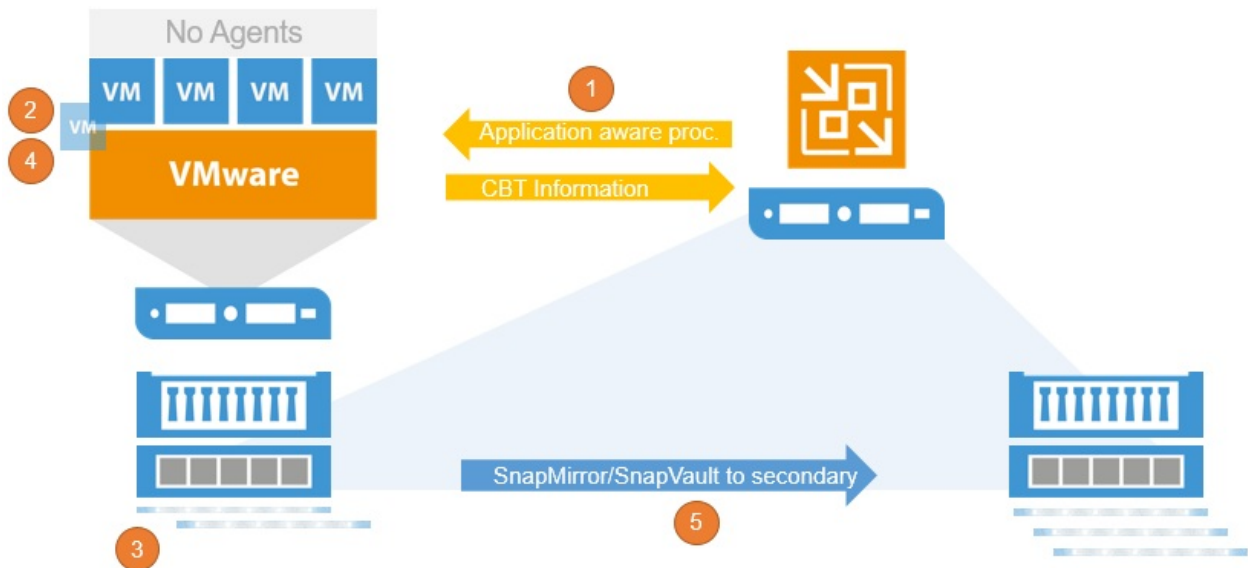 No Agents
VM VM VM VM
2
VM
4
VMware
1
Application aware proc.
CBT Information
SnapMirror/SnapVault to secondary
3
5